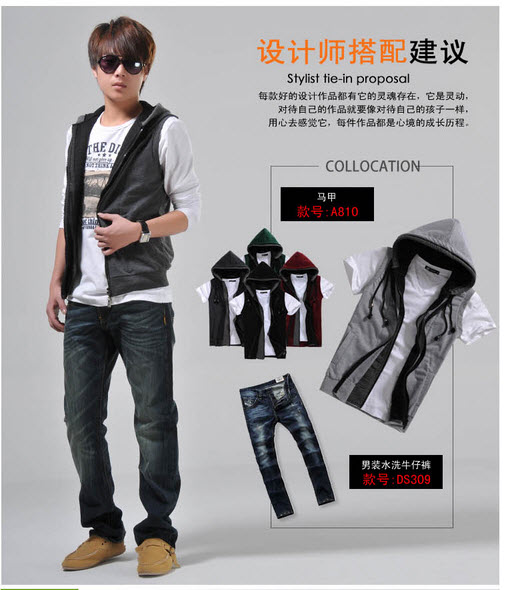 设计师搭配建议
Stylist tie-in proposal
每款好的设计作品都有它的灵魂存在，它是灵动，
对待自己的作品就要像对待自己的孩子一样，
用心去感觉它，每件作品都是心境的成长历程。
COLLOCATION
马甲
款号:A810
男装水洗牛仔裤
款号:DS309
THE DI